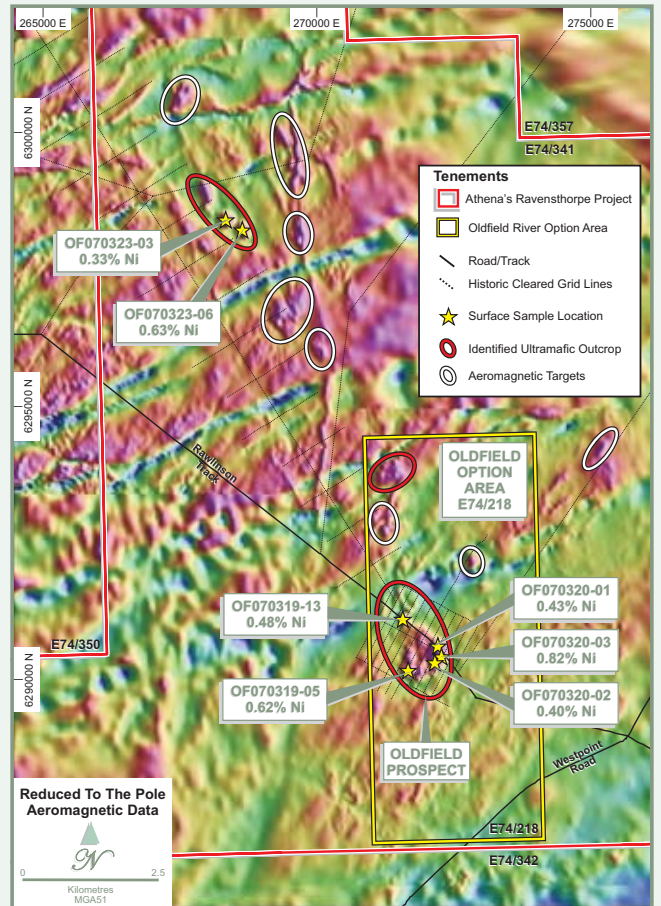 265000 E
270000 E
275000 E
6300000 N
E74/357
E74/341
Tenements
Athena's Ravensthorpe Project
Oldfield River Option Area
Road/Track
Historic Cleared Grid Lines
Surface Sample Location
Identified Ultramafic Outcrop
Aeromagnetic Targets
OF070323-03
0.33% Ni
OF070323-06
0.63% Ni
6295000 N
Rawlinson
Track
OLDFIELD
OPTION
AREA
E74/218
OF070319-13
0.48% Ni
OF070320-01
0.43% Ni
E74/350
OF070320-03
0.82% Ni
6290000 N
OF070319-05
0.62% Ni
OF070320-02
0.40% Ni
OLDFIELD
PROSPECT
Westpoint
Road
Reduced To The Pole
Aeromagnetic Data
N
0 2.5
Kilometres
MGA51
E74/218
E74/342